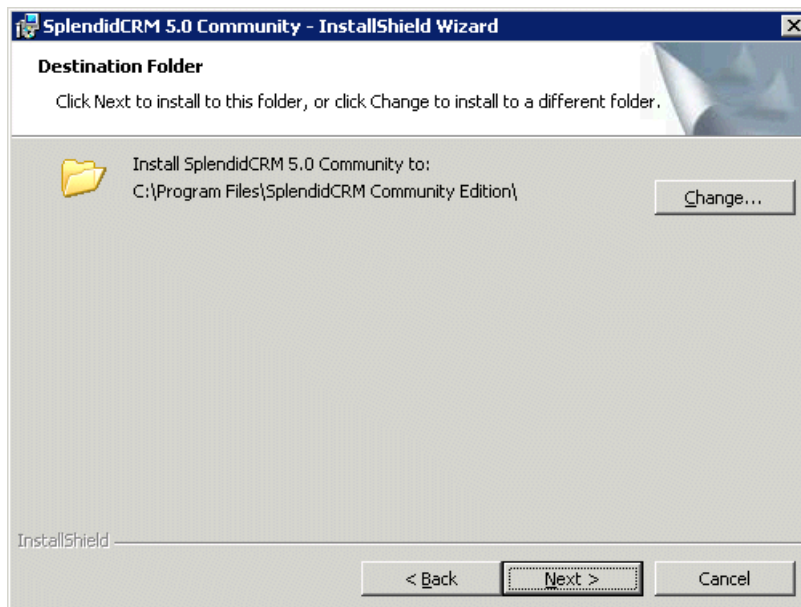 SplendidCRM 5.0 Community - InstallShield Wizard
Destination Folder
Click Next to install to this folder, or click Change to install to a different folder.
Install SplendidCRM 5.0 Community to:
C:\Program Files\SplendidCRM Community Edition\
Change...
InstallShield
< Back
Next >
Cancel